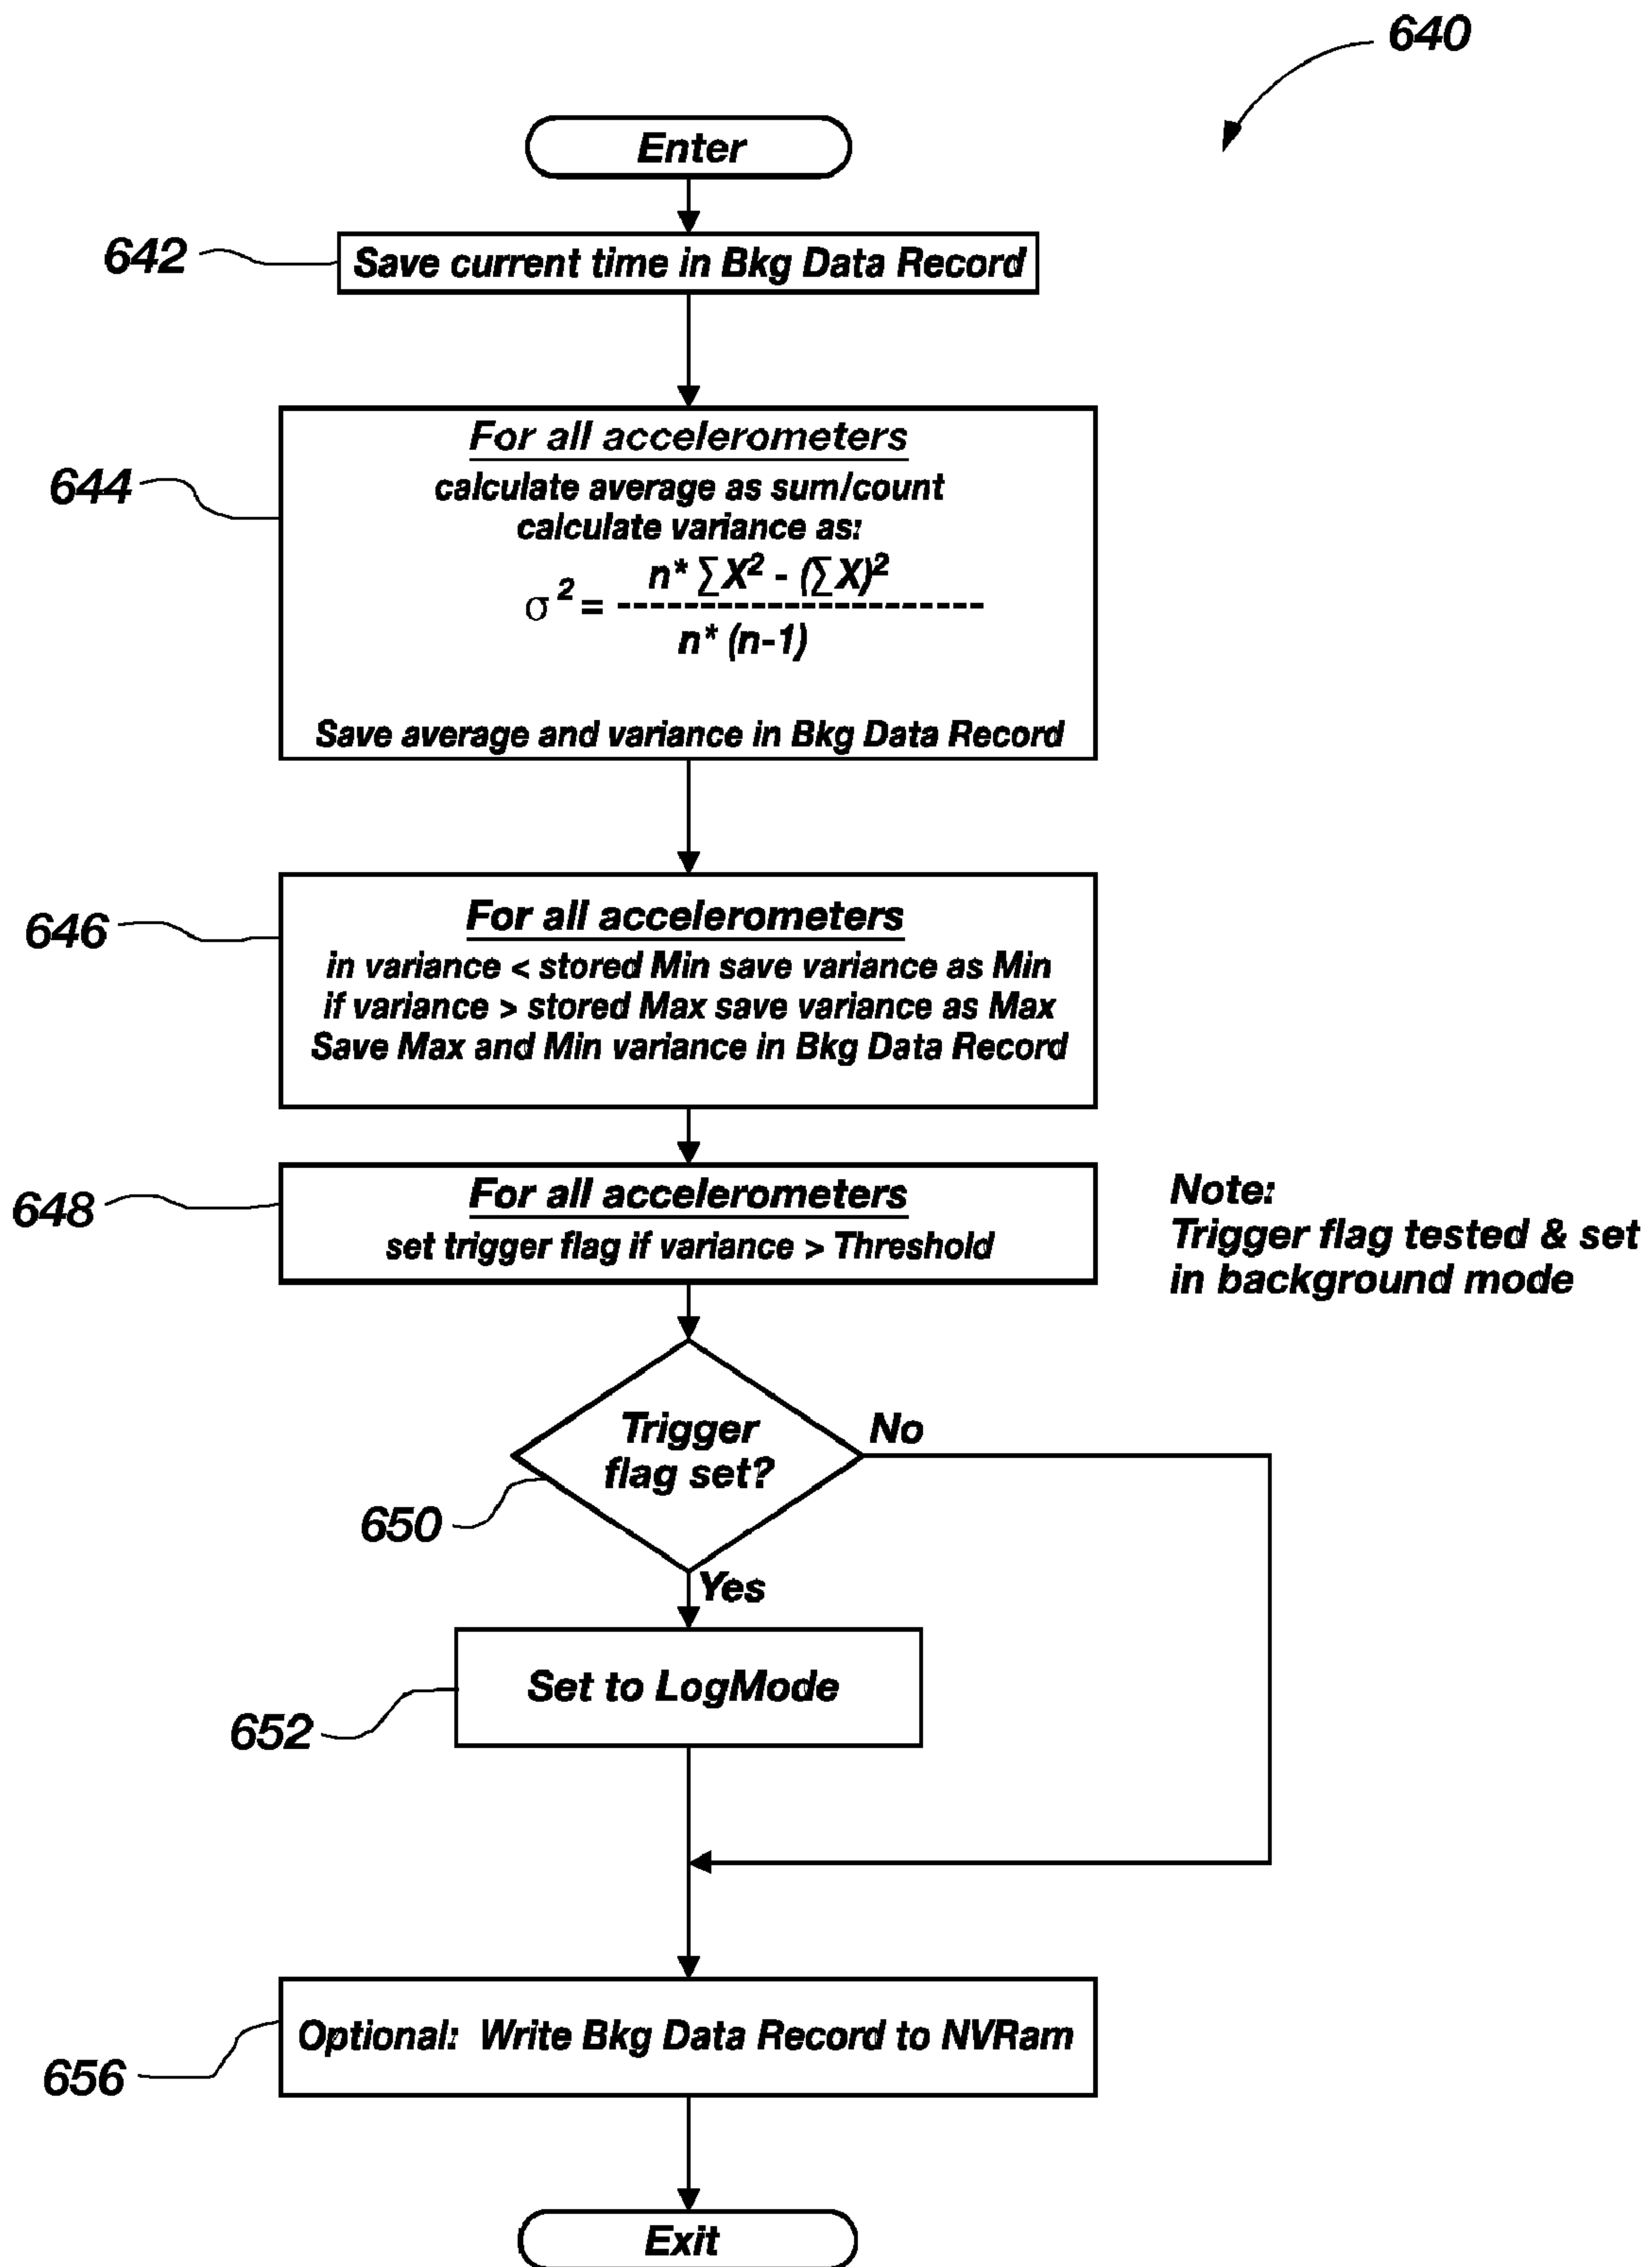 640
Enter
642
Save current time in Bkg Data Record
644
For all accelerometers
calculate average as sum/count
calculate variance as:
σ² = n* ∑X² - (∑X)²
-----------------------
n* (n-1)
Save average and variance in Bkg Data Record
646
For all accelerometers
in variance < stored Min save variance as Min
if variance > stored Max save variance as Max
Save Max and Min variance in Bkg Data Record
648
For all accelerometers
set trigger flag if variance > Threshold
Note:
Trigger flag tested & set
in background mode
Trigger
flag set?
No
650
Yes
Set to LogMode
652
Optional: Write Bkg Data Record to NVRam
656
Exit